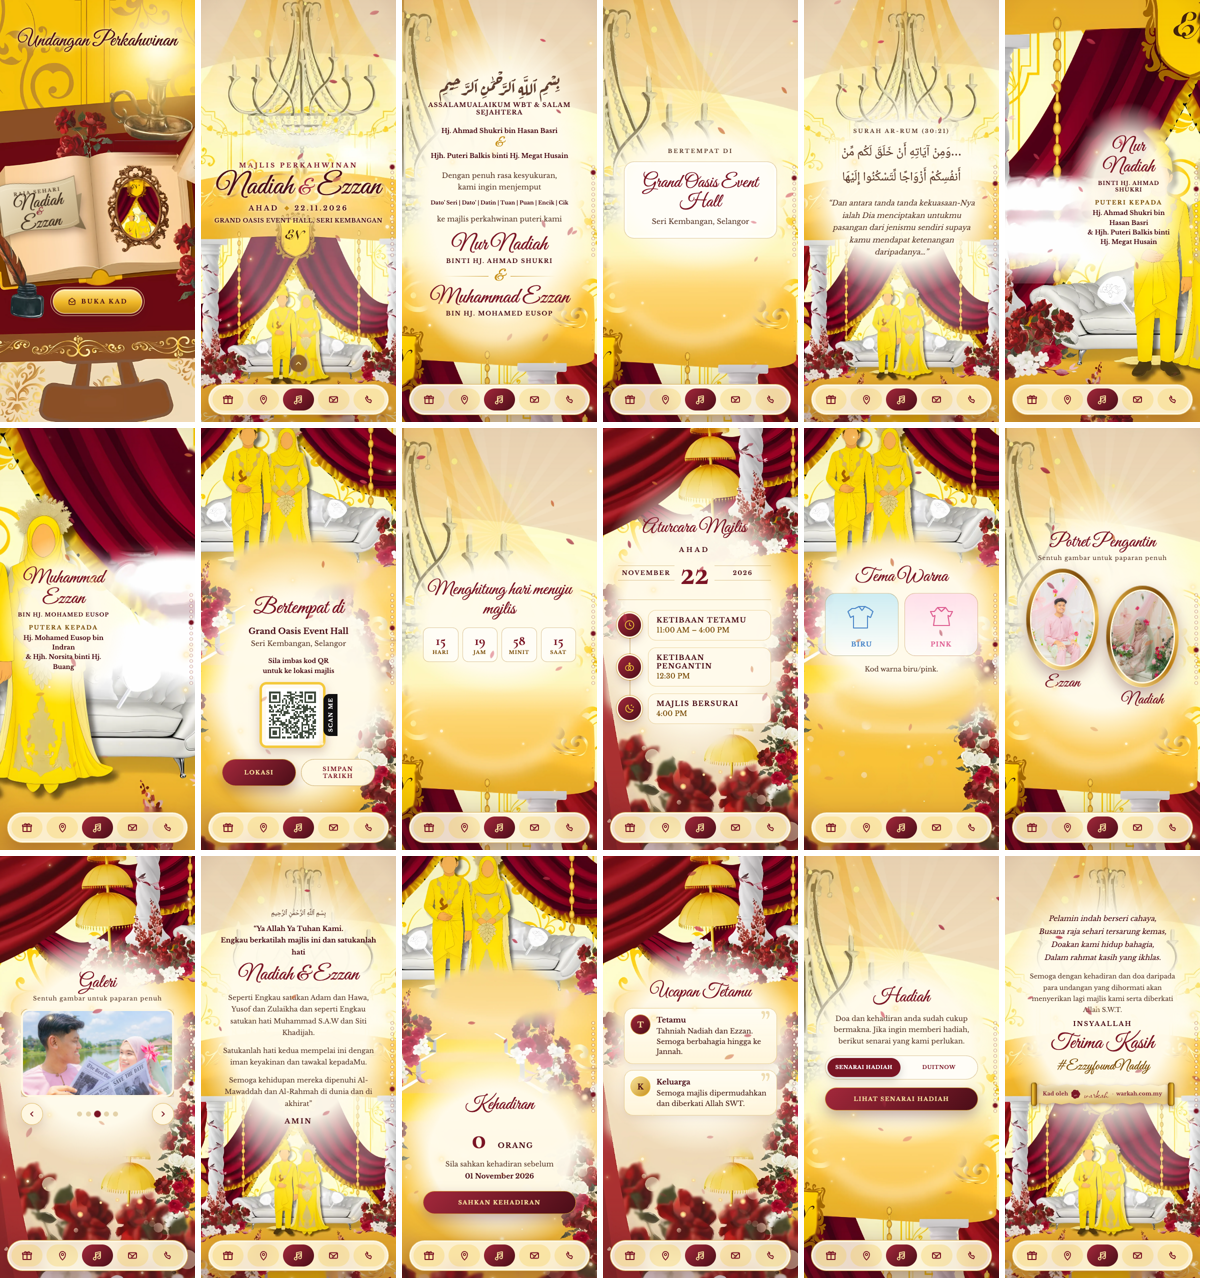 Undangan Perkahwinan
RAJA SEHARI
Nadiah
&
Ezzan
BUKA KAD
MAJLIS PERKAHWINAN
Nadiah & Ezzan
AHAD ✦ 22.11.2026
GRAND OASIS EVENT HALL, SERI KEMBANGAN
EN
بِسْمِ ٱللَّٰهِ ٱلرَّحْمَٰنِ ٱلرَّحِيمِ
ASSALAMUALAIKUM WBT & SALAM
SEJAHTERA
Hj. Ahmad Shukri bin Hasan Basri
&
Hjh. Puteri Balkis binti Hj. Megat Husain
Dengan penuh rasa kesyukuran,
kami ingin menjemput
Dato' Seri | Dato' | Datin | Tuan | Puan | Encik | Cik
ke majlis perkahwinan puteri kami
Nur Nadiah
BINTI HJ. AHMAD SHUKRI
&
Muhammad Ezzan
BIN HJ. MOHAMED EUSOP
BERTEMPAT DI
Grand Oasis Event
Hall
Seri Kembangan, Selangor
SURAH AR-RUM (30:21)
وَمِنْ آيَاتِهِ أَنْ خَلَقَ لَكُم مِّنْ...
أَنفُسِكُمْ أَزْوَاجًا لِّتَسْكُنُوا إِلَيْهَا
"Dan antara tanda tanda kekuasaan-Nya
ialah Dia menciptakan untukmu
pasangan dari jenismu sendiri supaya
kamu mendapat ketenangan
daripadanya..."
&
Nur
Nadiah
BINTI HJ. AHMAD
SHUKRI
PUTERI KEPADA
Hj. Ahmad Shukri bin
Hasan Basri
& Hjh. Puteri Balkis binti
Hj. Megat Husain
Muhammad
Ezzan
BIN HJ. MOHAMED EUSOP
PUTERA KEPADA
Hj. Mohamed Eusop bin
Indran
& Hjh. Norsita binti Hj.
Buang
Bertempat di
Grand Oasis Event Hall
Seri Kembangan, Selangor
Sila imbas kod QR
untuk ke lokasi majlis
SCAN ME
LOKASI
SIMPAN
TARIKH
Menghitung hari menuju
majlis
15 19 58 15
HARI JAM MINIT SAAT
Aturcara Majlis
AHAD
NOVEMBER 22 2026
KETIBAAN TETAMU
11:00 AM – 4:00 PM
KETIBAAN
PENGANTIN
12:30 PM
MAJLIS BERSURAI
4:00 PM
Tema Warna
BIRU PINK
Kod warna biru/pink.
Potret Pengantin
Sentuh gambar untuk paparan penuh
Ezzan
Nadiah
Galeri
Sentuh gambar untuk paparan penuh
بِسْمِ ٱللَّٰهِ ٱلرَّحْمَٰنِ ٱلرَّحِيمِ
"Ya Allah Ya Tuhan Kami.
Engkau berkatilah majlis ini dan satukanlah
hati
Nadiah & Ezzan
Seperti Engkau satukan Adam dan Hawa,
Yusof dan Zulaikha dan seperti Engkau
satukan hati Muhammad S.A.W dan Siti
Khadijah.
Satukanlah hati kedua mempelai ini dengan
iman keyakinan dan tawakal kepadaMu.
Semoga kehidupan mereka dipenuhi Al-
Mawaddah dan Al-Rahmah di dunia dan di
akhirat"
AMIN
Kehadiran
0 ORANG
Sila sahkan kehadiran sebelum
01 November 2026
SAHKAN KEHADIRAN
Ucapan Tetamu
T
Tetamu
Tahniah Nadiah dan Ezzan.
Semoga berbahagia hingga ke
Jannah.
K
Keluarga
Semoga majlis dipermudahkan
dan diberkati Allah SWT.
Hadiah
Doa dan kehadiran anda sudah cukup
bermakna. Jika ingin memberi hadiah,
berikut senarai yang kami perlukan.
SENARAI HADIAH DUITNOW
LIHAT SENARAI HADIAH
Pelamin indah berseri cahaya,
Busana raja sehari tersarung kemas,
Doakan kami hidup bahagia,
Dalam rahmat kasih yang ikhlas.
Semoga dengan kehadiran dan doa daripada
para undangan yang dihormati akan
menyerikan lagi majlis kami serta diberkati
Allah S.W.T.
INSYAALLAH
Terima Kasih
#EzzyfoundNaddy
Kad oleh warkah warkah.com.my